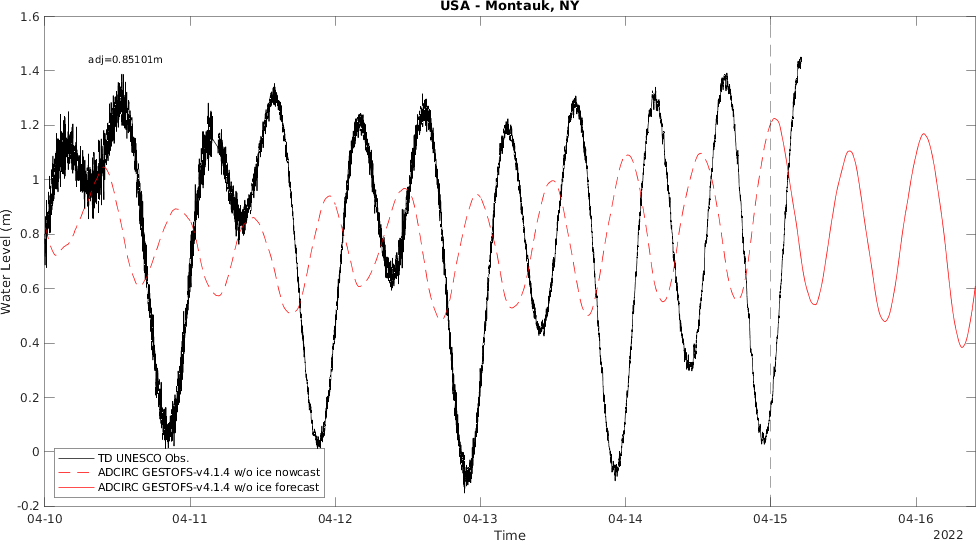 USA - Montauk, NY
adj=0.85101m
Water Level (m)
1.6
1.4
1.2
1
0.8
0.6
0.4
0.2
0
-0.2
TD UNESCO Obs.
ADCIRC GESTOFS-v4.1.4 w/o ice nowcast
ADCIRC GESTOFS-v4.1.4 w/o ice forecast
04-10 04-11 04-12 04-13 04-14 04-15 04-16
Time
2022